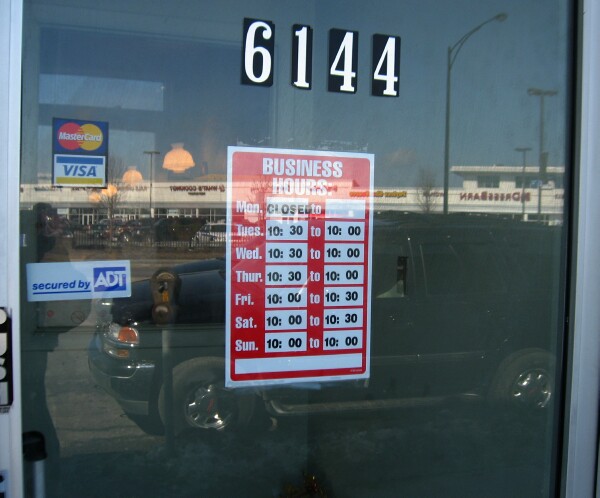 6144
MasterCard
VISA
secured by ADT
BUSINESS
HOURS:
Mon. CLOSED to
Tues. 10: 30 to 10: 00
Wed. 10: 30 to 10: 00
Thur. 10: 30 to 10: 00
Fri. 10: 00 to 10: 30
Sat. 10: 00 to 10: 30
Sun. 10: 00 to 10: 00
DRESSBARN